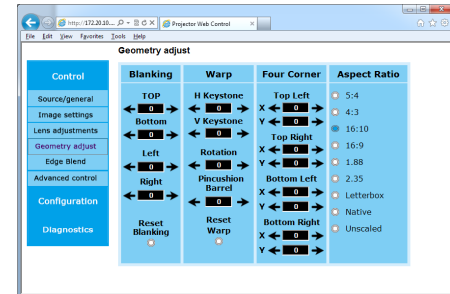 http://172.20.10....
Projector Web Control
File Edit View Favorites Tools Help
Geometry adjust
Control
Source/general
Image settings
Lens adjustments
Geometry adjust
Edge Blend
Advanced control
Configuration
Diagnostics
Blanking
TOP
0
Bottom
0
Left
0
Right
0
Reset
Blanking
Warp
H Keystone
0
V Keystone
0
Rotation
0
Pincushion
Barrel
0
Reset
Warp
Four Corner
Top Left
X 0
Y 0
Top Right
X 0
Y 0
Bottom Left
X 0
Y 0
Bottom Right
X 0
Y 0
Aspect Ratio
5:4
4:3
16:10
16:9
1.88
2.35
Letterbox
Native
Unscaled